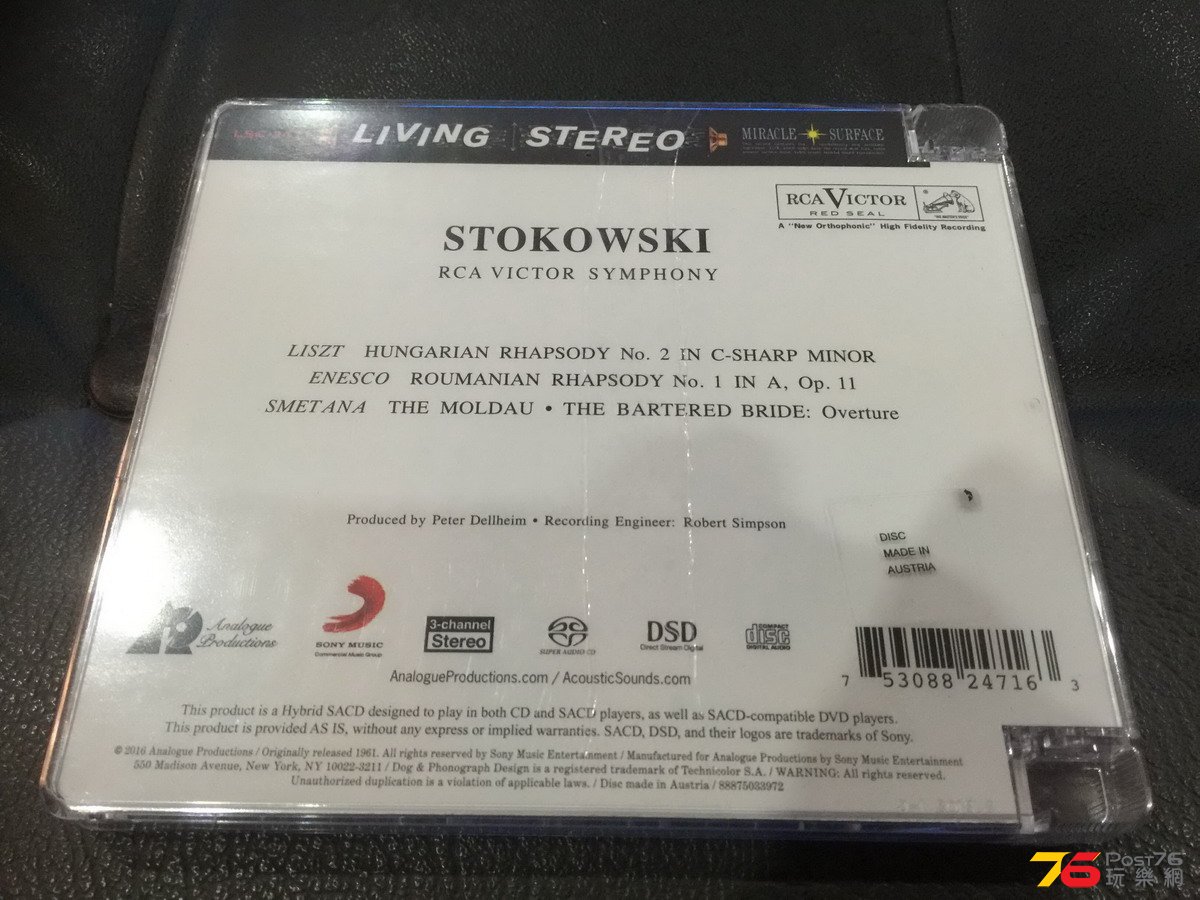 LIVING STEREO
MIRACLE SURFACE
RCA VICTOR
RED SEAL
"HIS MASTER'S VOICE"
A "New Orthophonic" High Fidelity Recording
STOKOWSKI
RCA VICTOR SYMPHONY
LISZT HUNGARIAN RHAPSODY No. 2 IN C-SHARP MINOR
ENESCO ROUMANIAN RHAPSODY No. 1 IN A, Op. 11
SMETANA THE MOLDAU • THE BARTERED BRIDE: Overture
Produced by Peter Dellheim • Recording Engineer: Robert Simpson
DISC
MADE IN
AUSTRIA
Analogue
Productions
SONY MUSIC
Commercial Music Group
3-channel
Stereo
SUPER AUDIO CD
DSD
Direct Stream Digital
COMPACT
disc
DIGITAL AUDIO
7 53088 24716 3
AnalogueProductions.com / AcousticSounds.com
This product is a Hybrid SACD designed to play in both CD and SACD players, as well as SACD-compatible DVD players.
This product is provided AS IS, without any express or implied warranties. SACD, DSD, and their logos are trademarks of Sony.
© 2016 Analogue Productions / Originally released 1961. All rights reserved by Sony Music Entertainment / Manufactured for Analogue Productions by Sony Music Entertainment
550 Madison Avenue, New York, NY 10022-3211 / Dog & Phonograph Design is a registered trademark of Technicolor S.A. / WARNING: All rights reserved.
Unauthorized duplication is a violation of applicable laws. / Disc made in Austria / 88875033972
76 Post76
玩樂網